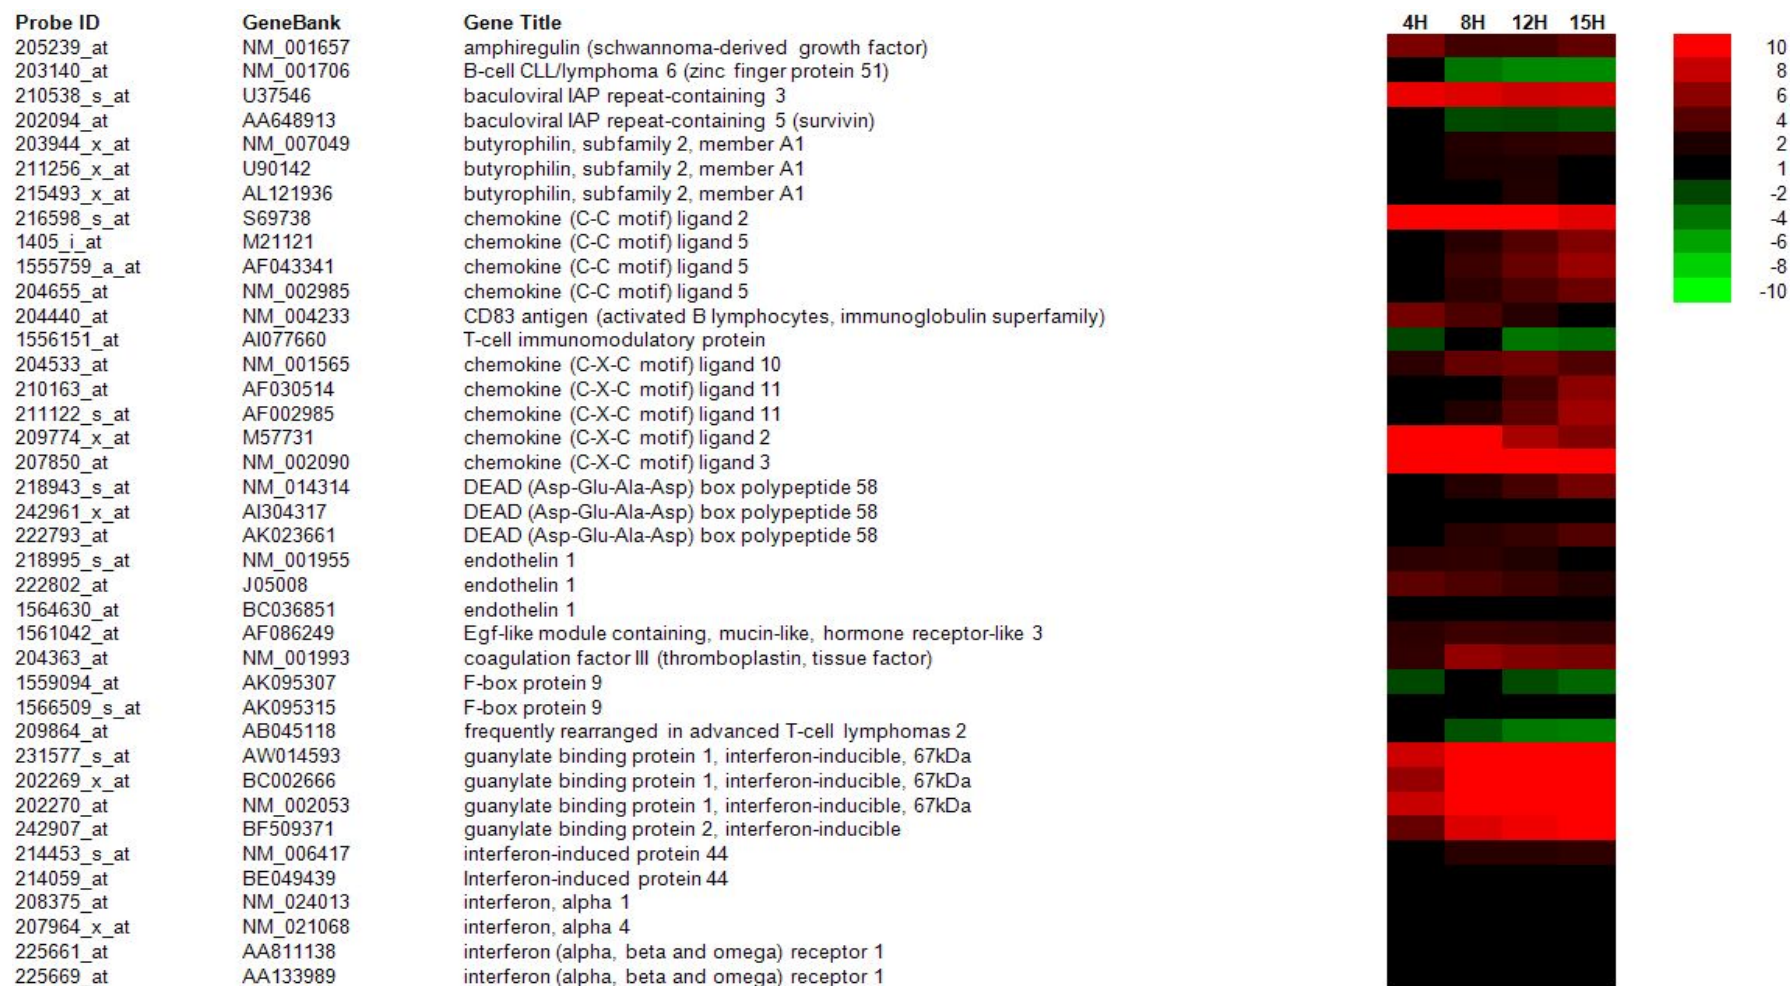 Probe ID GeneBank Gene Title 4H 8H 12H 15H
205239_at NM_001657 amphiregulin (schwannoma-derived growth factor) 10
203140_at NM_001706 B-cell CLL/lymphoma 6 (zinc finger protein 51) 8
210538_s_at U37546 baculoviral IAP repeat-containing 3 6
202094_at AA648913 baculoviral IAP repeat-containing 5 (survivin) 4
203944_x_at NM_007049 butyrophilin, subfamily 2, member A1 2
211256_x_at U90142 butyrophilin, subfamily 2, member A1 1
215493_x_at AL121936 butyrophilin, subfamily 2, member A1 -2
216598_s_at S69738 chemokine (C-C motif) ligand 2 -4
1405_i_at M21121 chemokine (C-C motif) ligand 5 -6
1555759_a_at AF043341 chemokine (C-C motif) ligand 5 -8
204655_at NM_002985 chemokine (C-C motif) ligand 5 -10
204440_at NM_004233 CD83 antigen (activated B lymphocytes, immunoglobulin superfamily)
1556151_at AI077660 T-cell immunomodulatory protein
204533_at NM_001565 chemokine (C-X-C motif) ligand 10
210163_at AF030514 chemokine (C-X-C motif) ligand 11
211122_s_at AF002985 chemokine (C-X-C motif) ligand 11
209774_x_at M57731 chemokine (C-X-C motif) ligand 2
207850_at NM_002090 chemokine (C-X-C motif) ligand 3
218943_s_at NM_014314 DEAD (Asp-Glu-Ala-Asp) box polypeptide 58
242961_x_at AI304317 DEAD (Asp-Glu-Ala-Asp) box polypeptide 58
222793_at AK023661 DEAD (Asp-Glu-Ala-Asp) box polypeptide 58
218995_s_at NM_001955 endothelin 1
222802_at J05008 endothelin 1
1564630_at BC036851 endothelin 1
1561042_at AF086249 Egf-like module containing, mucin-like, hormone receptor-like 3
204363_at NM_001993 coagulation factor III (thromboplastin, tissue factor)
1559094_at AK095307 F-box protein 9
1566509_s_at AK095315 F-box protein 9
209864_at AB045118 frequently rearranged in advanced T-cell lymphomas 2
231577_s_at AW014593 guanylate binding protein 1, interferon-inducible, 67kDa
202269_x_at BC002666 guanylate binding protein 1, interferon-inducible, 67kDa
202270_at NM_002053 guanylate binding protein 1, interferon-inducible, 67kDa
242907_at BF509371 guanylate binding protein 2, interferon-inducible
214453_s_at NM_006417 interferon-induced protein 44
214059_at BE049439 Interferon-induced protein 44
208375_at NM_024013 interferon, alpha 1
207964_x_at NM_021068 interferon, alpha 4
225661_at AA811138 interferon (alpha, beta and omega) receptor 1
225669_at AA133989 interferon (alpha, beta and omega) receptor 1